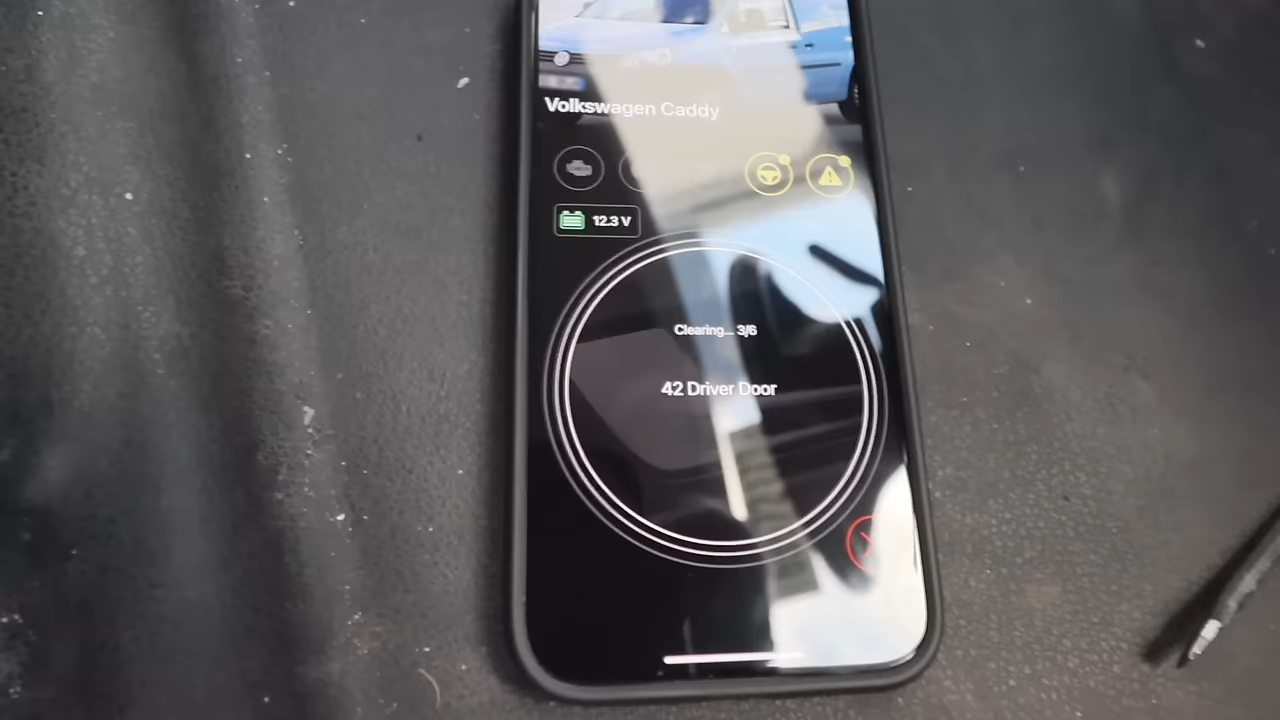 Volkswagen Caddy
12.3 V
Clearing... 3/6
42 Driver Door